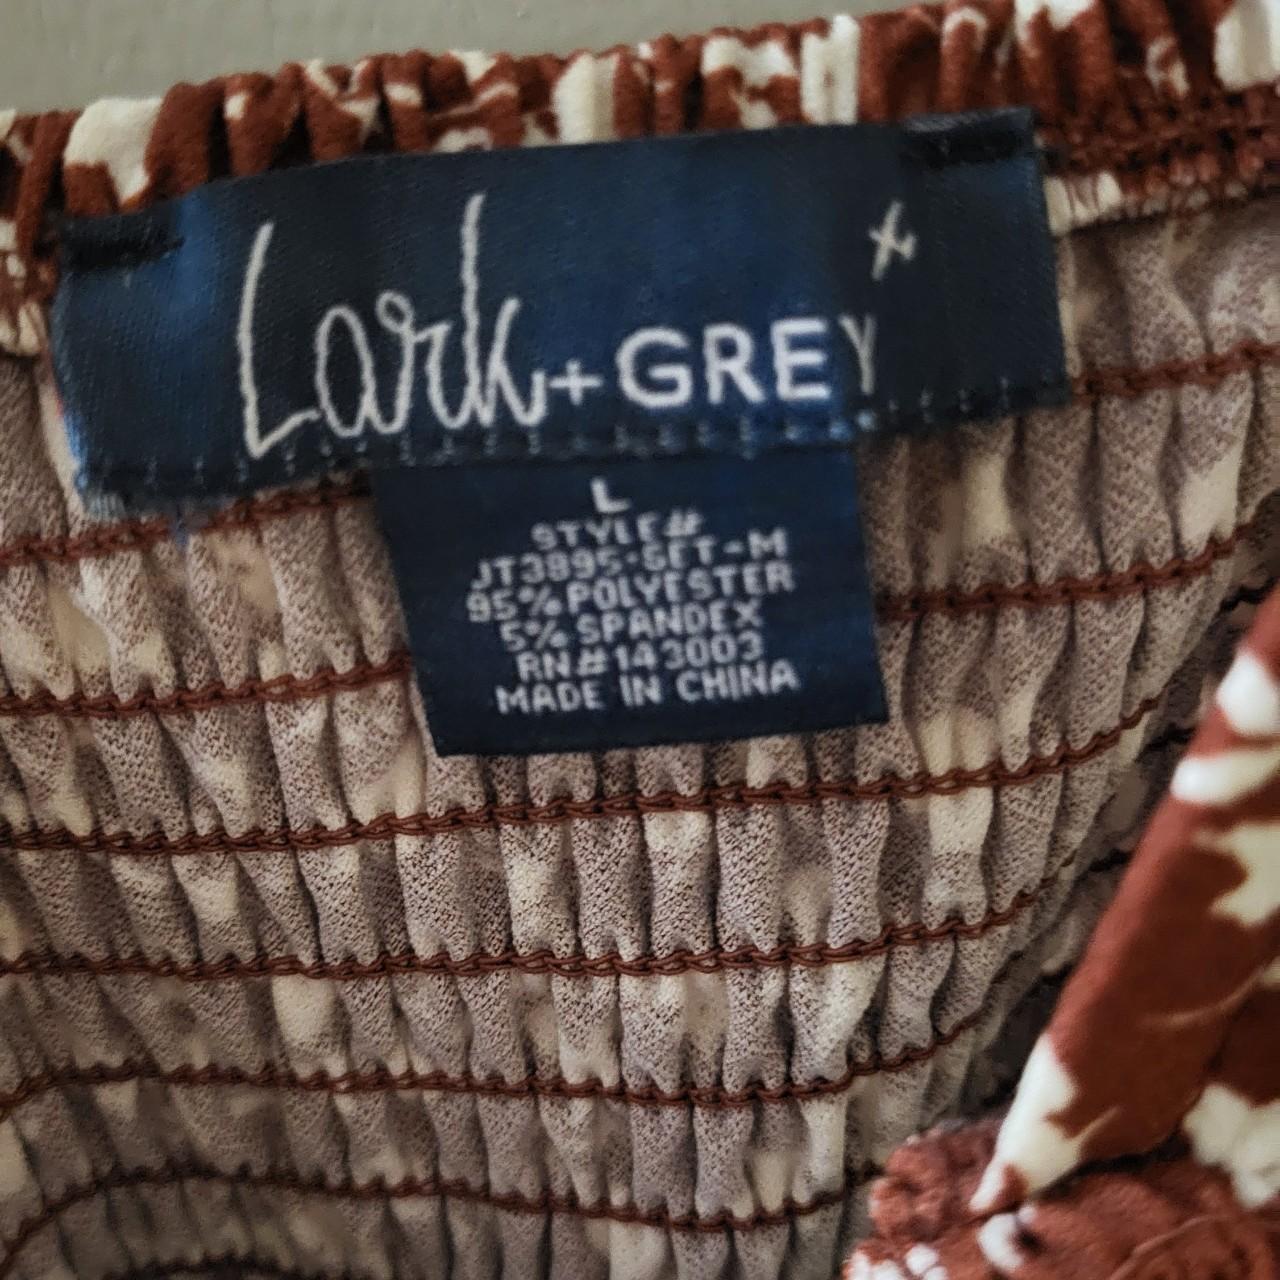 Lark + GREY
L
STYLE#
JT3895-SET-M
95% POLYESTER
5% SPANDEX
RN#143003
MADE IN CHINA